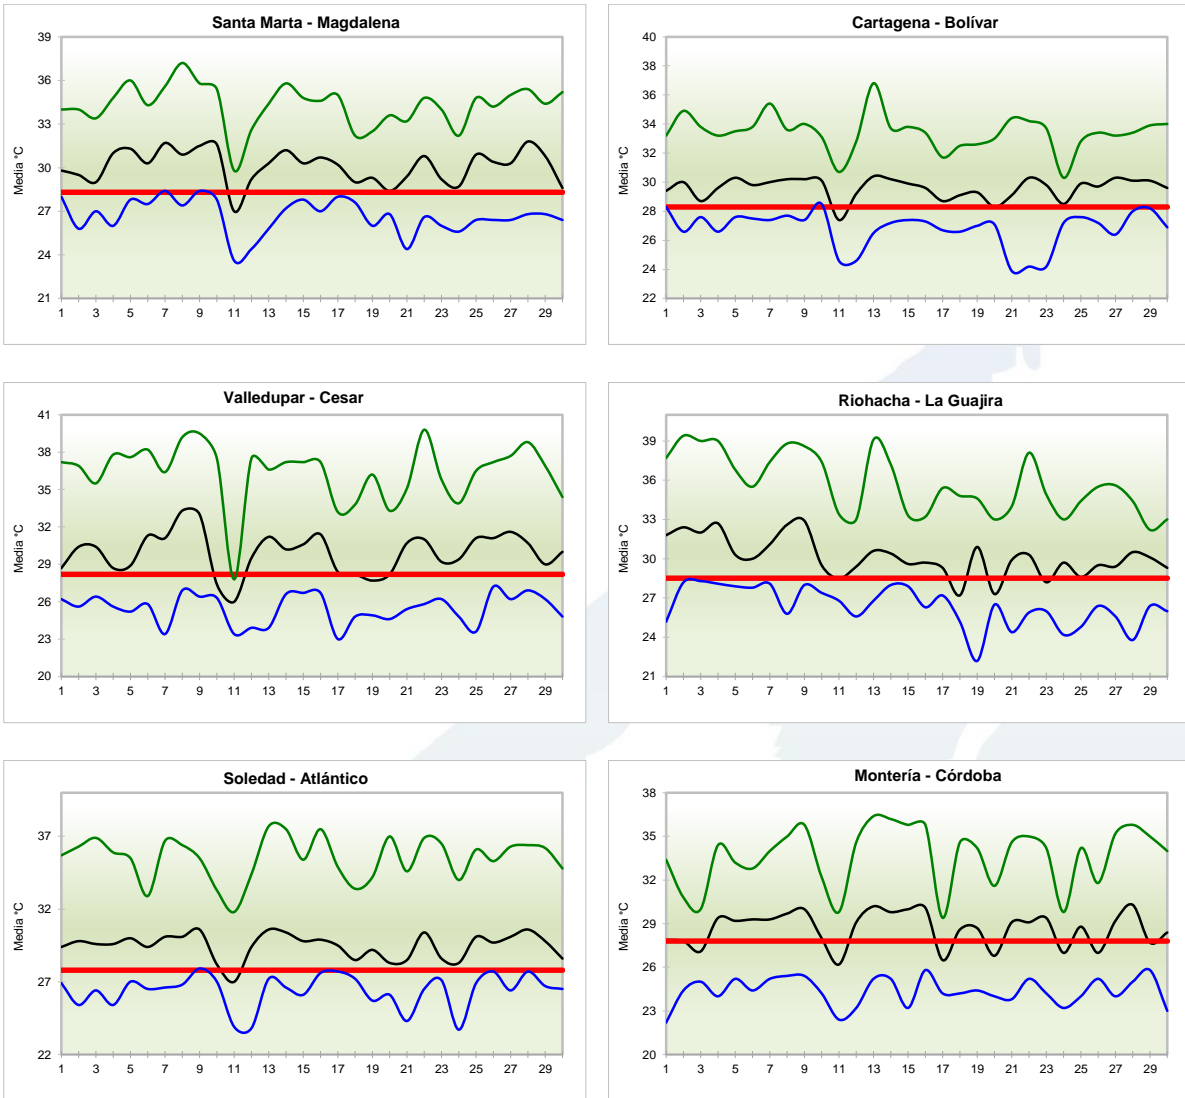 Santa Marta - Magdalena
Media °C
39
36
33
30
27
24
21
1 3 5 7 9 11 13 15 17 19 21 23 25 27 29
Cartagena - Bolívar
Media °C
40
38
36
34
32
30
28
26
24
22
1 3 5 7 9 11 13 15 17 19 21 23 25 27 29
Valledupar - Cesar
Media °C
41
38
35
31
29
26
23
20
1 3 5 7 9 11 13 15 17 19 21 23 25 27 29
Riohacha - La Guajira
Media °C
39
36
33
30
27
24
21
1 3 5 7 9 11 13 15 17 19 21 23 25 27 29
Soledad - Atlántico
Media °C
37
32
27
22
1 3 5 7 9 11 13 15 17 19 21 23 25 27 29
Montería - Córdoba
Media °C
38
35
32
29
26
23
20
1 3 5 7 9 11 13 15 17 19 21 23 25 27 29